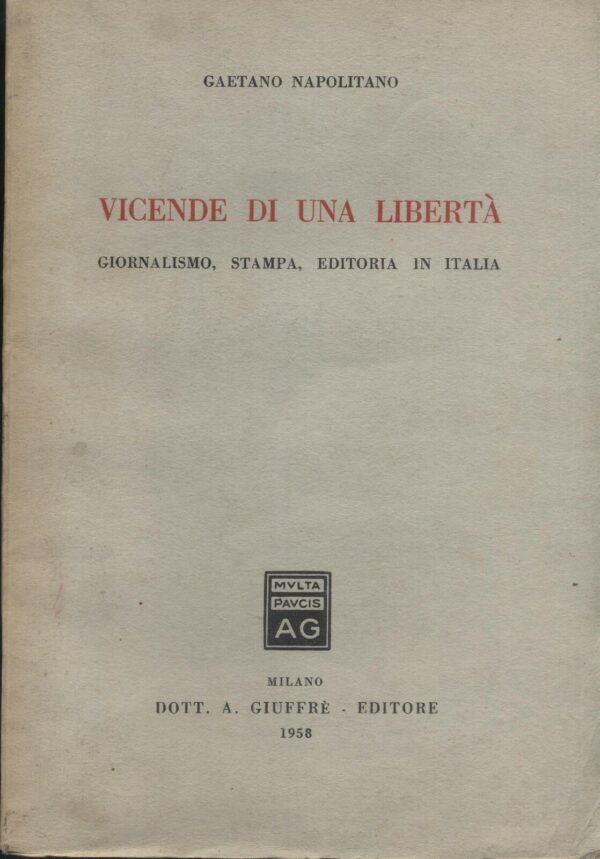 GAETANO NAPOLITANO
VICENDE DI UNA LIBERTÀ
GIORNALISMO, STAMPA, EDITORIA IN ITALIA
MVLTA
PAVCIS
AG
MILANO
DOTT. A. GIUFFRÈ - EDITORE
1958